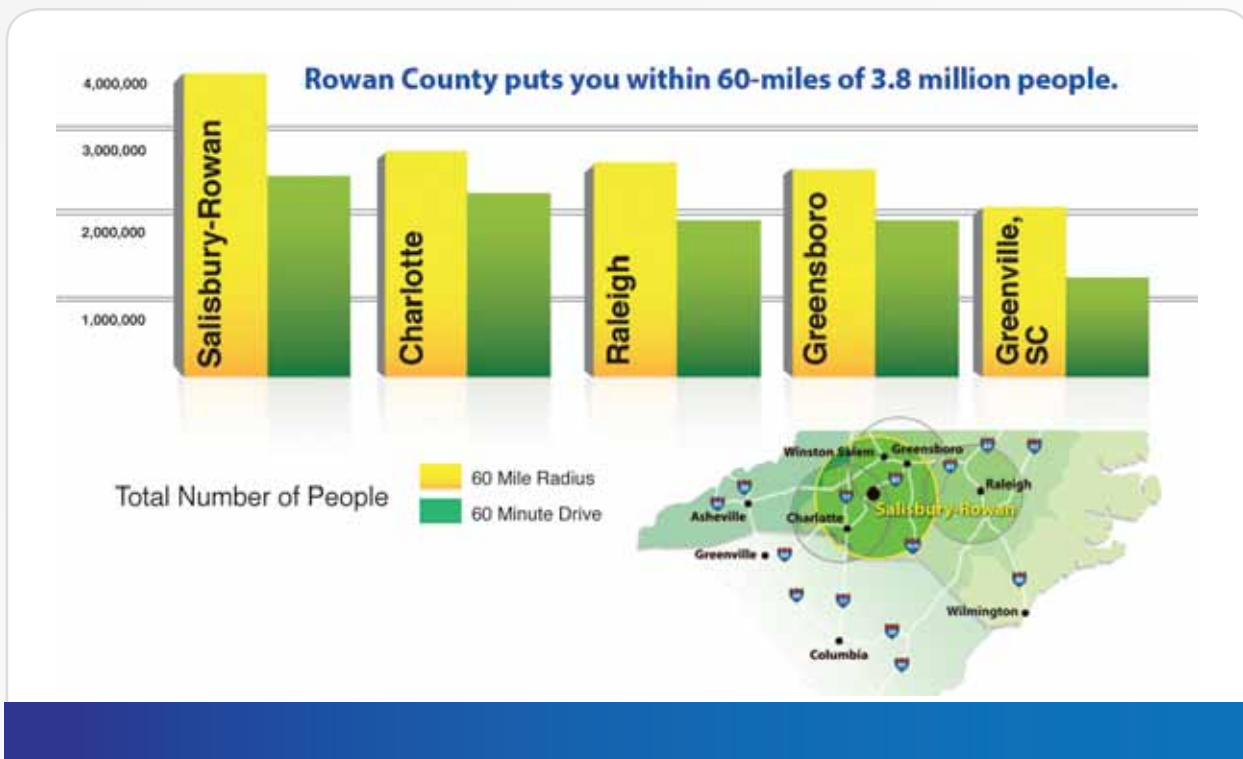 Rowan County puts you within 60-miles of 3.8 million people.
4,000,000
3,000,000
2,000,000
1,000,000
Salisbury-Rowan
Charlotte
Raleigh
Greensboro
Greenville,
SC
Total Number of People
60 Mile Radius
60 Minute Drive
Winston Salem
Greensboro
Raleigh
Asheville
Salisbury-Rowan
Charlotte
Greenville
Wilmington
Columbia